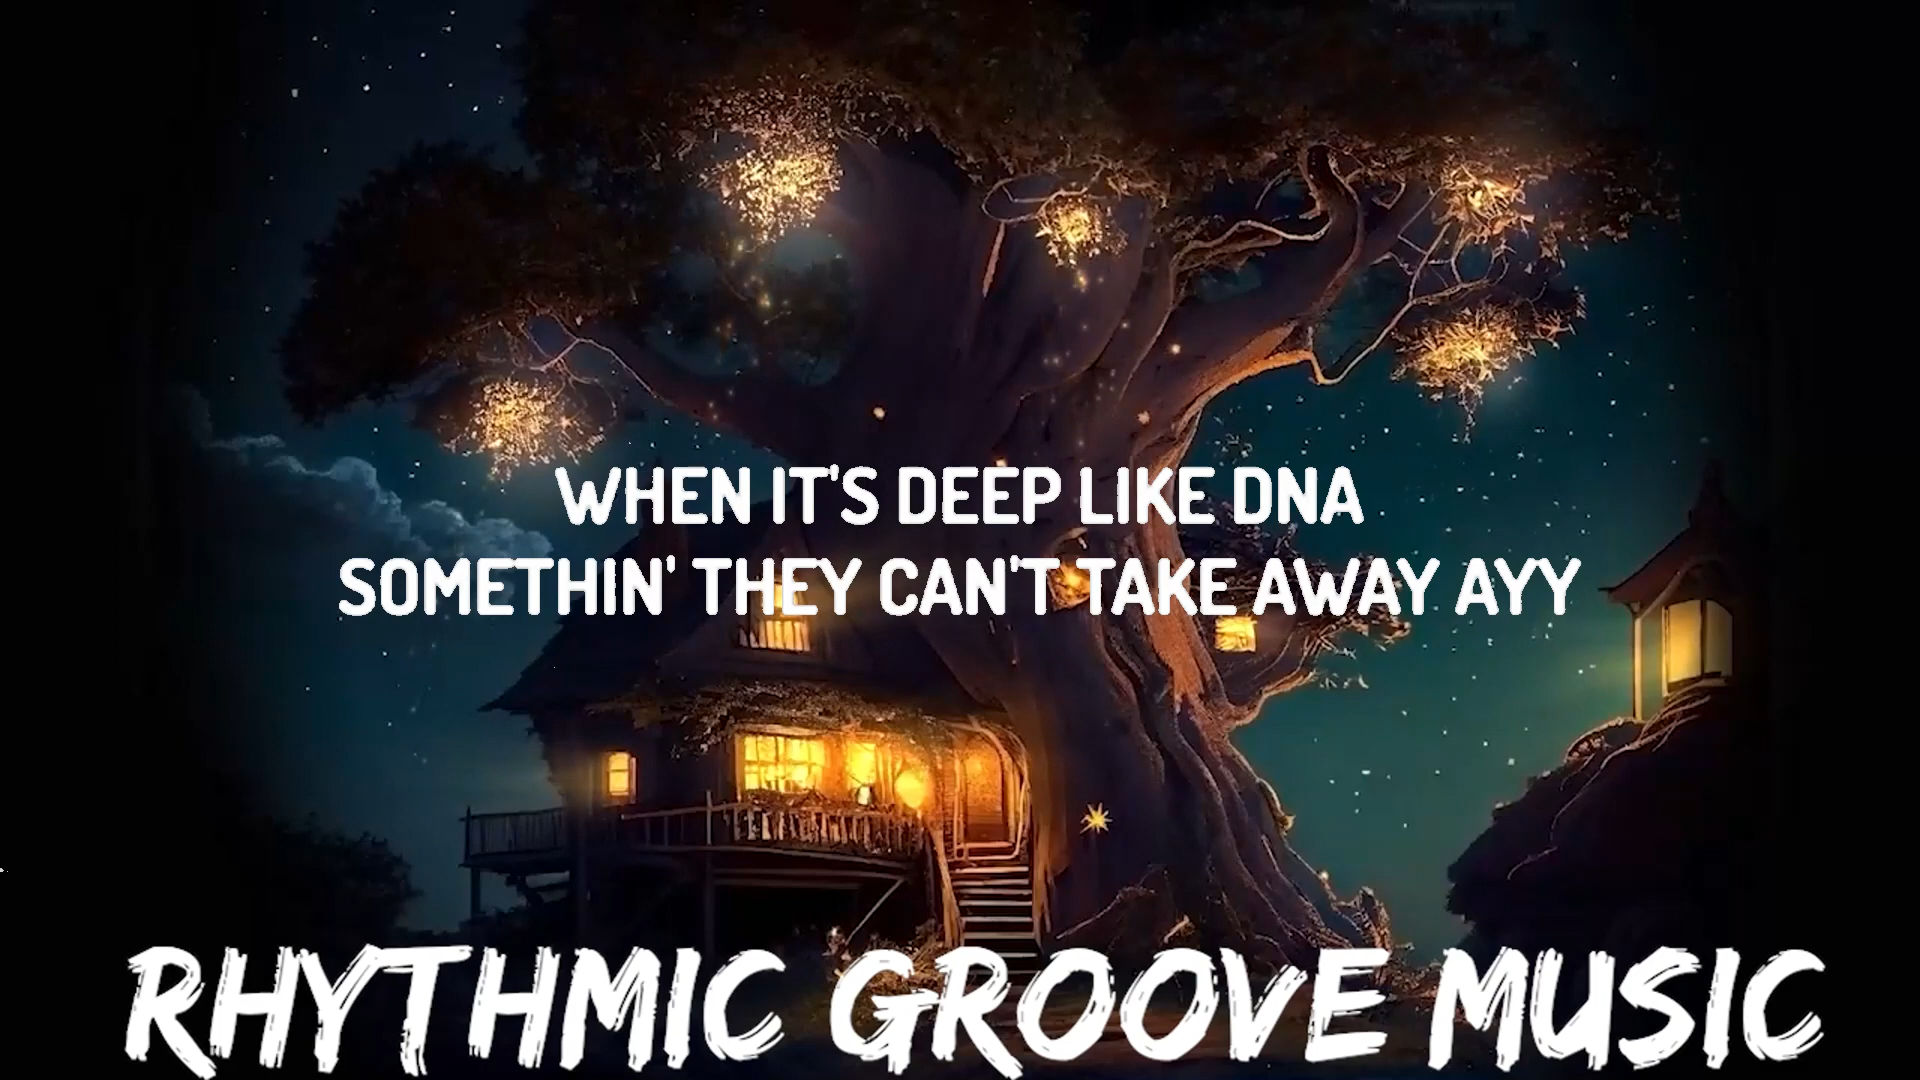 WHEN IT'S DEEP LIKE DNA
SOMETHIN' THEY CAN'T TAKE AWAY AYY
RHYTHMIC GROOVE MUSIC